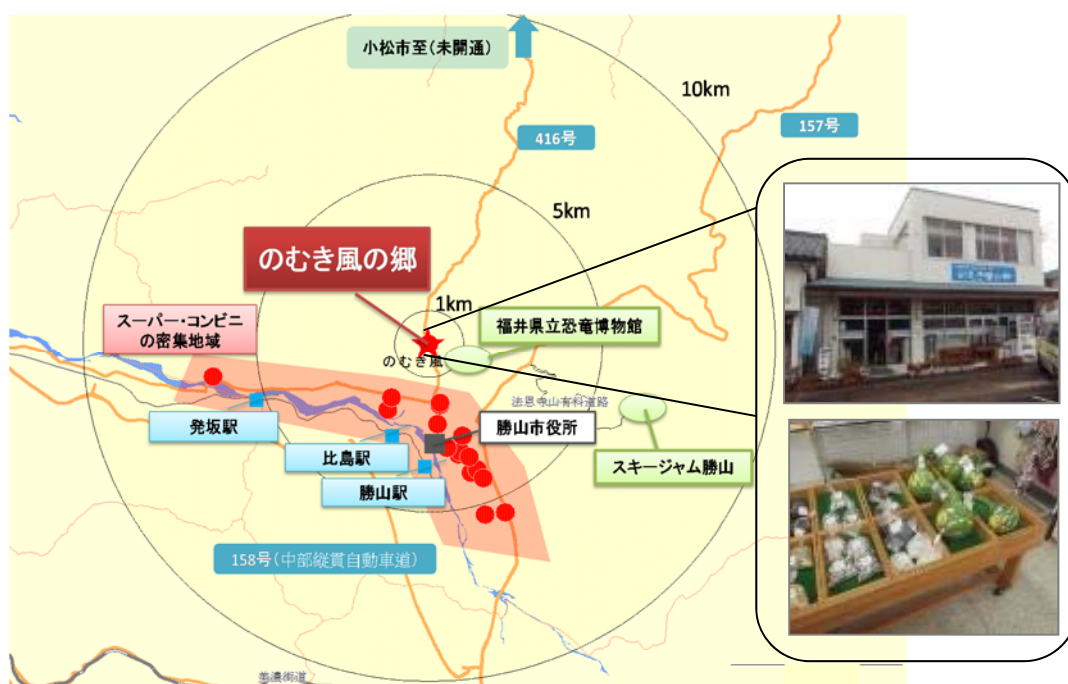 小松市至(未開通)
10km
416号
157号
5km
のむき風の郷
1km
スーパー・コンビニ
の密集地域
福井県立恐竜博物館
のむき風
法恩寺山有料道路
発坂駅
勝山市役所
比島駅
スキージャム勝山
勝山駅
158号(中部縦貫自動車道)
美濃街道